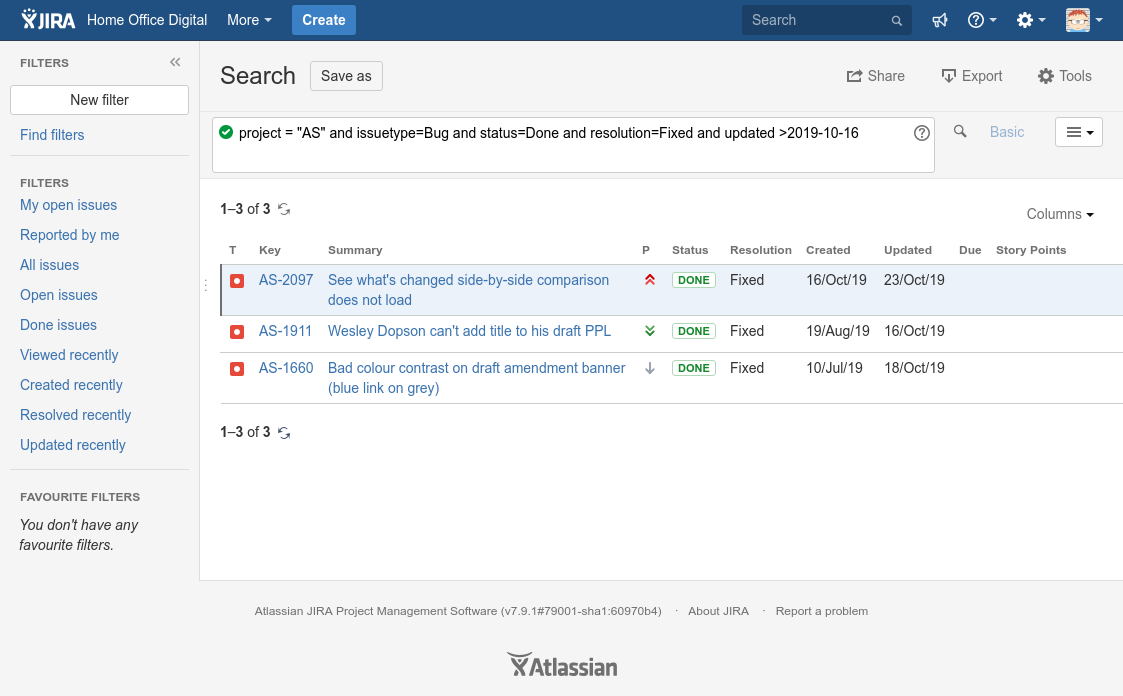 JIRA Home Office Digital More Create Search
FILTERS
New filter
Find filters
FILTERS
My open issues
Reported by me
All issues
Open issues
Done issues
Viewed recently
Created recently
Resolved recently
Updated recently
FAVOURITE FILTERS
You don't have any
favourite filters.
Search Save as Share Export Tools
project = "AS" and issuetype=Bug and status=Done and resolution=Fixed and updated >2019-10-16 Basic
1–3 of 3
Columns
T Key Summary P Status Resolution Created Updated Due Story Points
AS-2097 See what's changed side-by-side comparison DONE Fixed 16/Oct/19 23/Oct/19
does not load
AS-1911 Wesley Dopson can't add title to his draft PPL DONE Fixed 19/Aug/19 16/Oct/19
AS-1660 Bad colour contrast on draft amendment banner DONE Fixed 10/Jul/19 18/Oct/19
(blue link on grey)
1–3 of 3
Atlassian JIRA Project Management Software (v7.9.1#79001-sha1:60970b4) · About JIRA · Report a problem
Atlassian